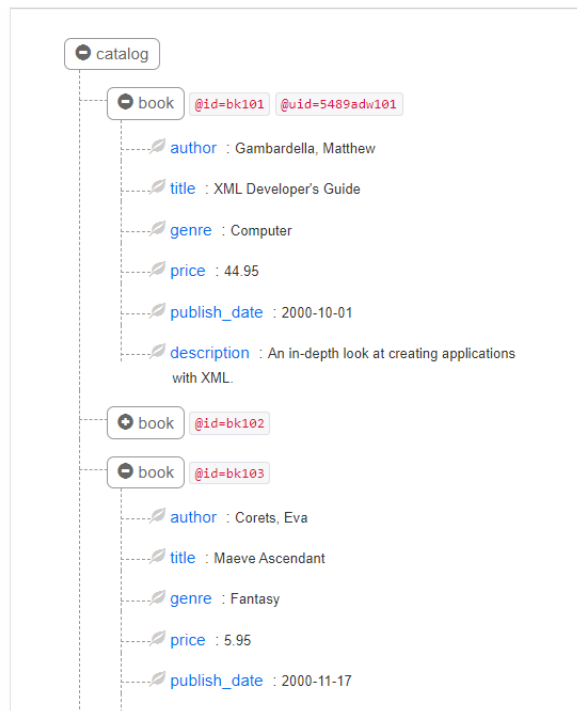 catalog
book @id=bk101 @uid=5489adw101
author : Gambardella, Matthew
title : XML Developer's Guide
genre : Computer
price : 44.95
publish_date : 2000-10-01
description : An in-depth look at creating applications
with XML.
book @id=bk102
book @id=bk103
author : Corets, Eva
title : Maeve Ascendant
genre : Fantasy
price : 5.95
publish_date : 2000-11-17